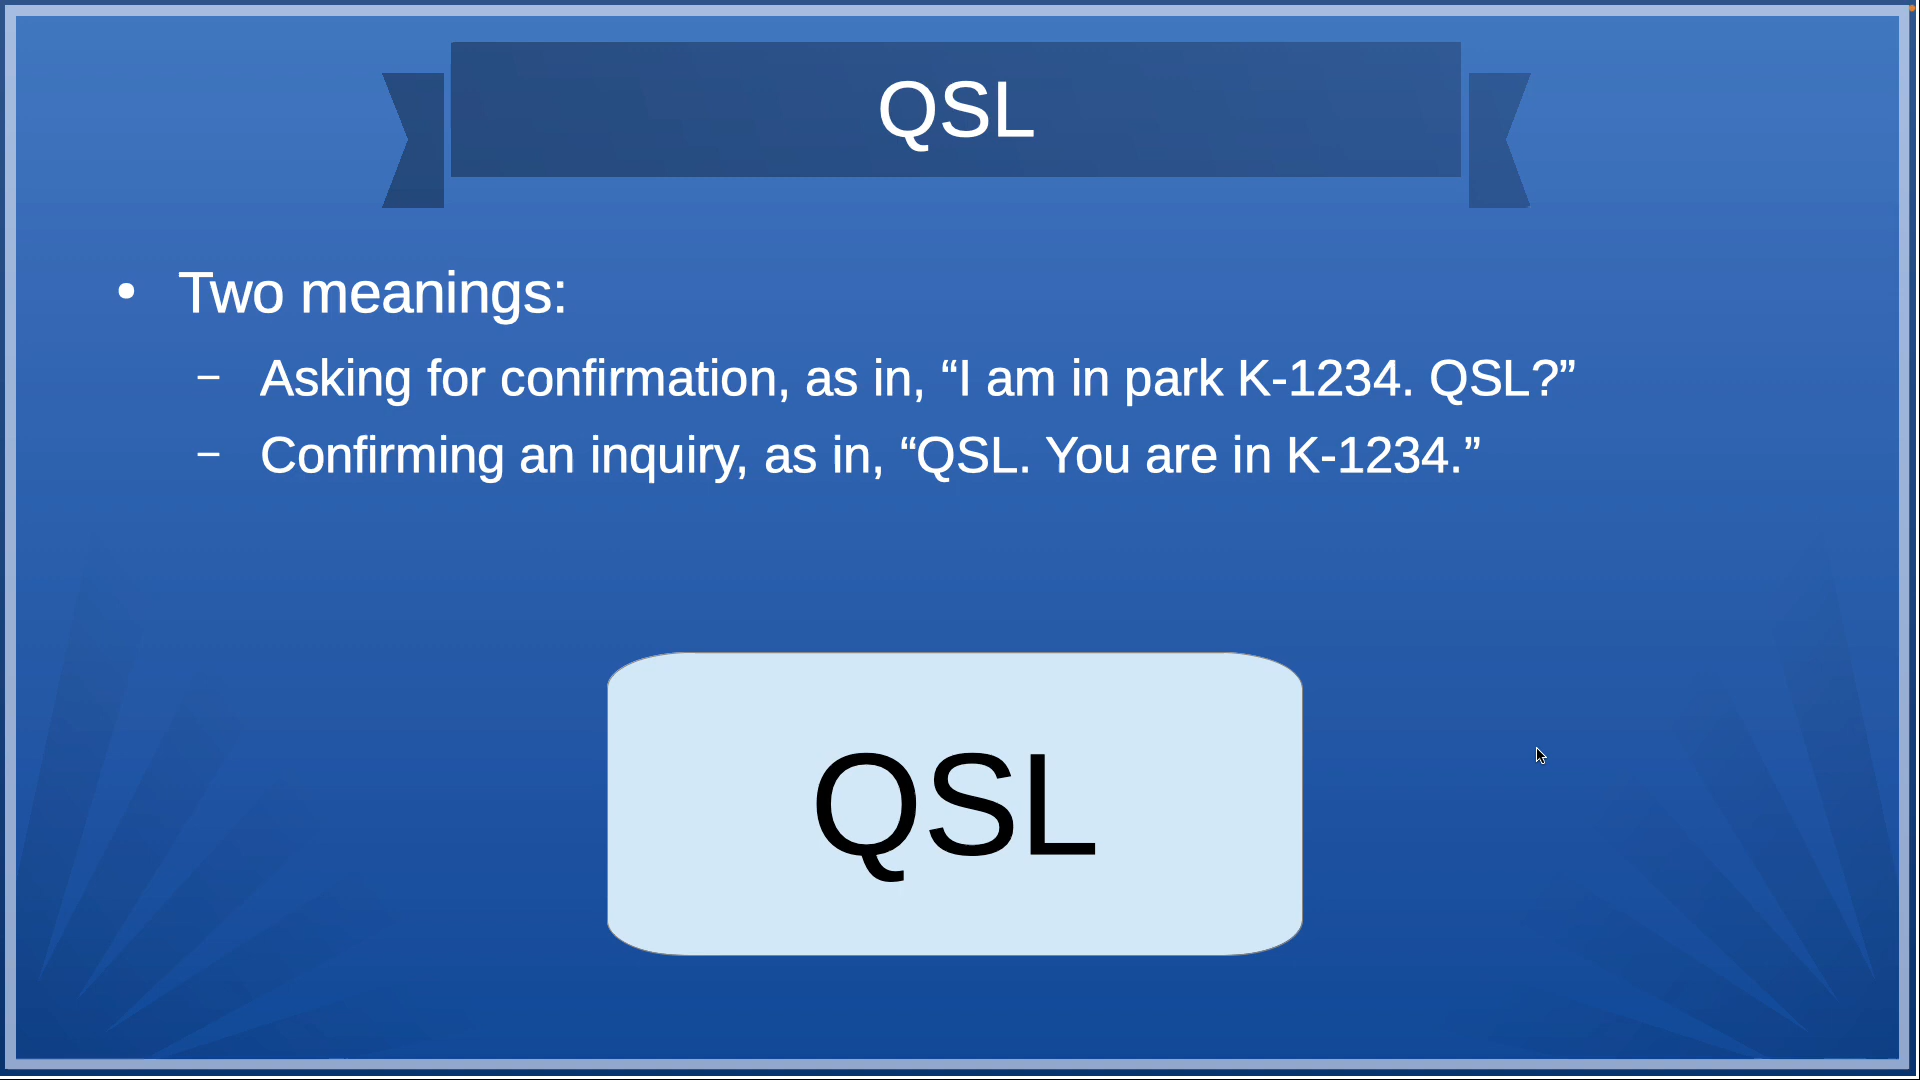 QSL
• Two meanings:
– Asking for confirmation, as in, “I am in park K-1234. QSL?”
– Confirming an inquiry, as in, “QSL. You are in K-1234.”
QSL